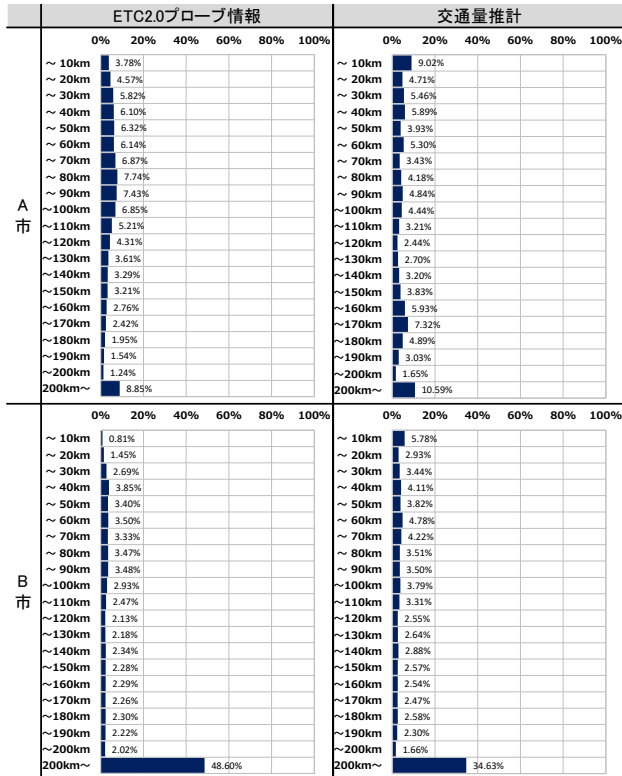 ETC2.0プローブ情報 交通量推計
A市
0% 20% 40% 60% 80% 100% 0% 20% 40% 60% 80% 100%
～ 10km 3.78% ～ 10km 9.02%
～ 20km 4.57% ～ 20km 4.71%
～ 30km 5.82% ～ 30km 5.46%
～ 40km 6.10% ～ 40km 5.89%
～ 50km 6.32% ～ 50km 3.93%
～ 60km 6.14% ～ 60km 5.30%
～ 70km 6.87% ～ 70km 3.43%
～ 80km 7.74% ～ 80km 4.18%
～ 90km 7.43% ～ 90km 4.84%
～100km 6.85% ～100km 4.44%
～110km 5.21% ～110km 3.21%
～120km 4.31% ～120km 2.44%
～130km 3.61% ～130km 2.70%
～140km 3.29% ～140km 3.20%
～150km 3.21% ～150km 3.83%
～160km 2.76% ～160km 5.93%
～170km 2.42% ～170km 7.32%
～180km 1.95% ～180km 4.89%
～190km 1.54% ～190km 3.03%
～200km 1.24% ～200km 1.65%
200km～ 8.85% 200km～ 10.59%
B市
0% 20% 40% 60% 80% 100% 0% 20% 40% 60% 80% 100%
～ 10km 0.81% ～ 10km 5.78%
～ 20km 1.45% ～ 20km 2.93%
～ 30km 2.69% ～ 30km 3.44%
～ 40km 3.85% ～ 40km 4.11%
～ 50km 3.40% ～ 50km 3.82%
～ 60km 3.50% ～ 60km 4.78%
～ 70km 3.33% ～ 70km 4.22%
～ 80km 3.47% ～ 80km 3.51%
～ 90km 3.48% ～ 90km 3.50%
～100km 2.93% ～100km 3.79%
～110km 2.47% ～110km 3.31%
～120km 2.13% ～120km 2.55%
～130km 2.18% ～130km 2.64%
～140km 2.34% ～140km 2.88%
～150km 2.28% ～150km 2.57%
～160km 2.29% ～160km 2.54%
～170km 2.26% ～170km 2.47%
～180km 2.30% ～180km 2.58%
～190km 2.22% ～190km 2.30%
～200km 2.02% ～200km 1.66%
200km～ 48.60% 200km～ 34.63%